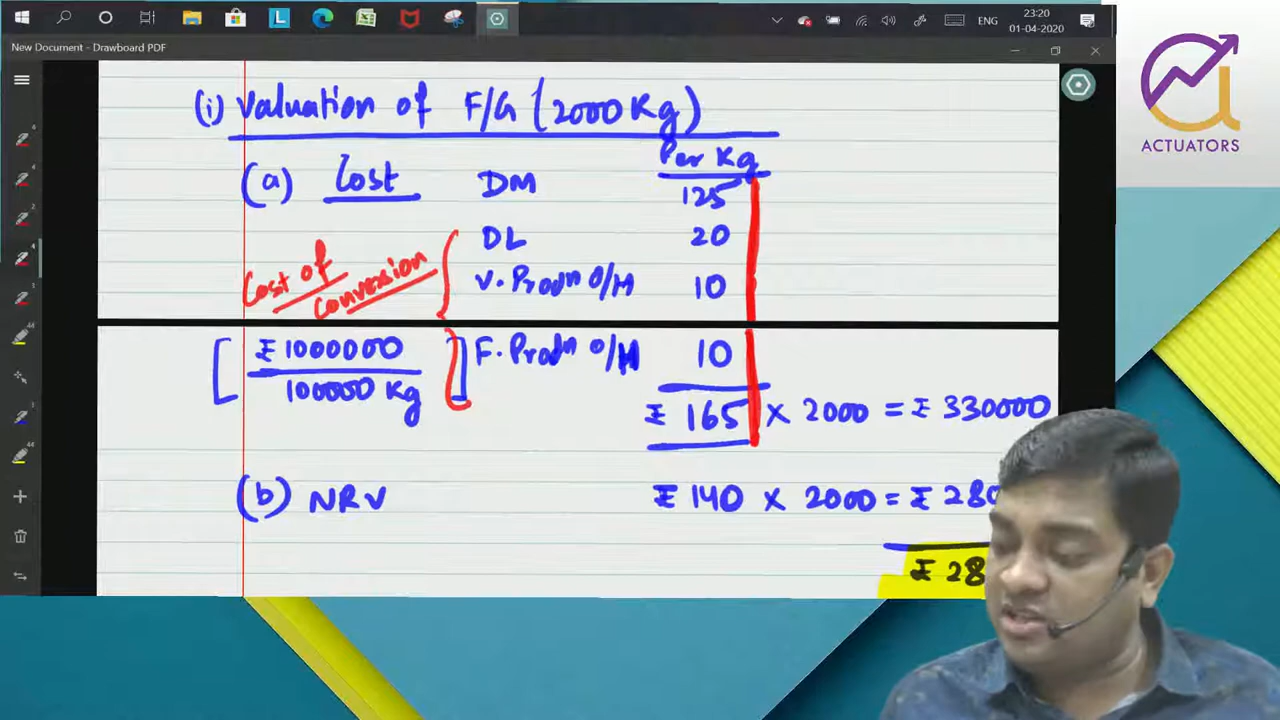 23:20
ENG
01-04-2020
New Document - Drawboard PDF
ACTUATORS
(i) Valuation of F/G (2000 Kg)
Per Kg
(a) Cost DM 125
DL 20
Cost of conversion
V. Prodn O/H 10
[ ₹1000000 / 100000 Kg ] F. Prodn O/H 10
₹ 165 × 2000 = ₹ 330000
(b) NRV ₹ 140 × 2000 = ₹ 280
₹ 28